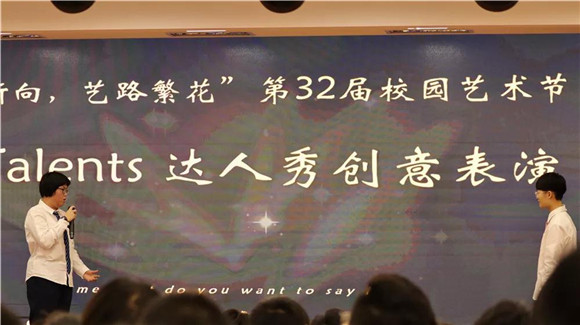 向，艺路繁花”第32届校园艺术节
Talents 达人秀创意表演
me do you want to say